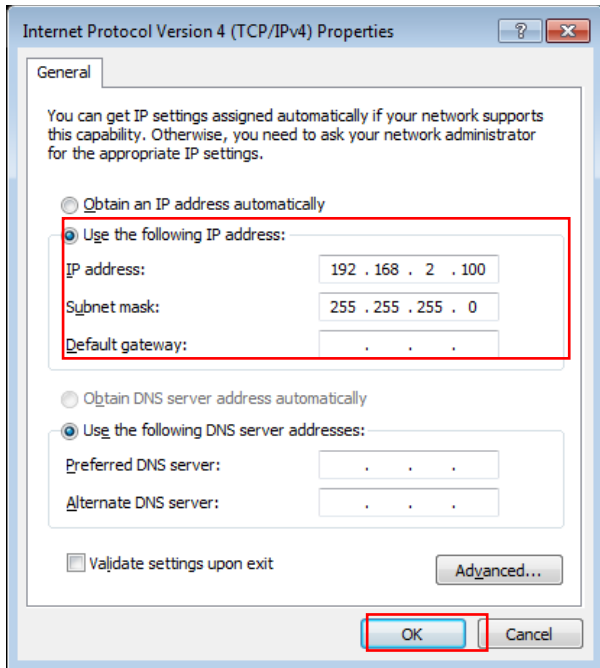 Internet Protocol Version 4 (TCP/IPv4) Properties
General
You can get IP settings assigned automatically if your network supports
this capability. Otherwise, you need to ask your network administrator
for the appropriate IP settings.
Obtain an IP address automatically
Use the following IP address:
IP address: 192 . 168 . 2 . 100
Subnet mask: 255 . 255 . 255 . 0
Default gateway: . . .
Obtain DNS server address automatically
Use the following DNS server addresses:
Preferred DNS server: . . .
Alternate DNS server: . . .
Validate settings upon exit
Advanced...
OK Cancel